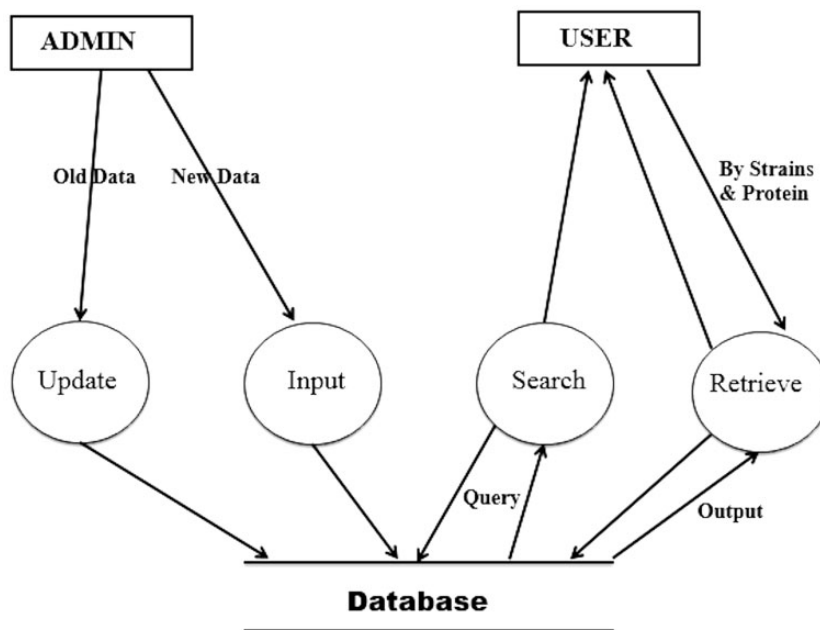 ADMIN
USER
Old Data
New Data
By Strains
& Protein
Update
Input
Search
Retrieve
Query
Output
Database